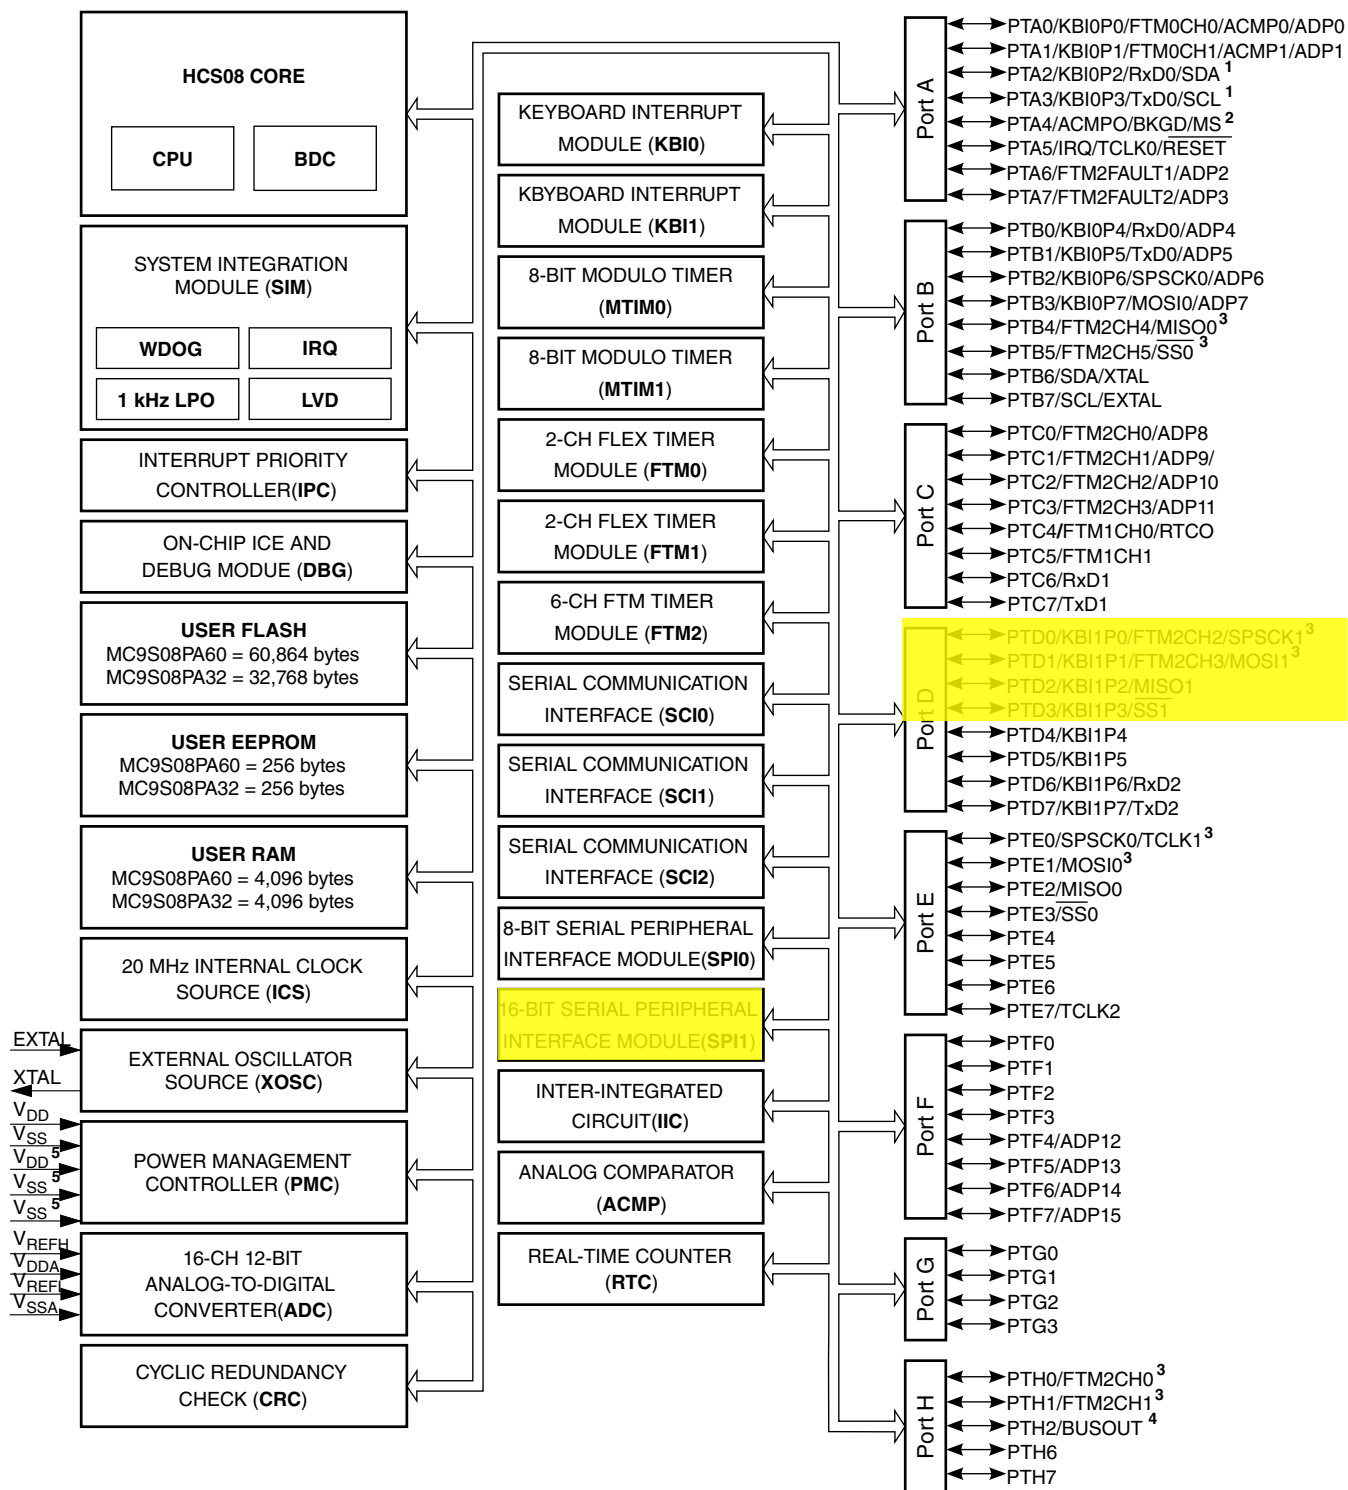 HCS08 CORE
CPU
BDC
SYSTEM INTEGRATION
MODULE (SIM)
WDOG
IRQ
1 kHz LPO
LVD
INTERRUPT PRIORITY
CONTROLLER(IPC)
ON-CHIP ICE AND
DEBUG MODUE (DBG)
USER FLASH
MC9S08PA60 = 60,864 bytes
MC9S08PA32 = 32,768 bytes
USER EEPROM
MC9S08PA60 = 256 bytes
MC9S08PA32 = 256 bytes
USER RAM
MC9S08PA60 = 4,096 bytes
MC9S08PA32 = 4,096 bytes
20 MHz INTERNAL CLOCK
SOURCE (ICS)
EXTAL
XTAL
EXTERNAL OSCILLATOR
SOURCE (XOSC)
VDD
VSS
VDD 5
VSS 5
VSS 5
POWER MANAGEMENT
CONTROLLER (PMC)
VREFH
VDDA
VREFL
VSSA
16-CH 12-BIT
ANALOG-TO-DIGITAL
CONVERTER(ADC)
CYCLIC REDUNDANCY
CHECK (CRC)
KEYBOARD INTERRUPT
MODULE (KBI0)
KBYBOARD INTERRUPT
MODULE (KBI1)
8-BIT MODULO TIMER
(MTIM0)
8-BIT MODULO TIMER
(MTIM1)
2-CH FLEX TIMER
MODULE (FTM0)
2-CH FLEX TIMER
MODULE (FTM1)
6-CH FTM TIMER
MODULE (FTM2)
SERIAL COMMUNICATION
INTERFACE (SCI0)
SERIAL COMMUNICATION
INTERFACE (SCI1)
SERIAL COMMUNICATION
INTERFACE (SCI2)
8-BIT SERIAL PERIPHERAL
INTERFACE MODULE(SPI0)
16-BIT SERIAL PERIPHERAL
INTERFACE MODULE(SPI1)
INTER-INTEGRATED
CIRCUIT(IIC)
ANALOG COMPARATOR
(ACMP)
REAL-TIME COUNTER
(RTC)
Port A
PTA0/KBI0P0/FTM0CH0/ACMP0/ADP0
PTA1/KBI0P1/FTM0CH1/ACMP1/ADP1
PTA2/KBI0P2/RxD0/SDA 1
PTA3/KBI0P3/TxD0/SCL 1
PTA4/ACMPO/BKGD/MS 2
PTA5/IRQ/TCLK0/RESET
PTA6/FTM2FAULT1/ADP2
PTA7/FTM2FAULT2/ADP3
Port B
PTB0/KBI0P4/RxD0/ADP4
PTB1/KBI0P5/TxD0/ADP5
PTB2/KBI0P6/SPSCK0/ADP6
PTB3/KBI0P7/MOSI0/ADP7
PTB4/FTM2CH4/MISO0 3
PTB5/FTM2CH5/SS0 3
PTB6/SDA/XTAL
PTB7/SCL/EXTAL
Port C
PTC0/FTM2CH0/ADP8
PTC1/FTM2CH1/ADP9/
PTC2/FTM2CH2/ADP10
PTC3/FTM2CH3/ADP11
PTC4/FTM1CH0/RTCO
PTC5/FTM1CH1
PTC6/RxD1
PTC7/TxD1
Port D
PTD0/KBI1P0/FTM2CH2/SPSCK1 3
PTD1/KBI1P1/FTM2CH3/MOSI1 3
PTD2/KBI1P2/MISO1
PTD3/KBI1P3/SS1
PTD4/KBI1P4
PTD5/KBI1P5
PTD6/KBI1P6/RxD2
PTD7/KBI1P7/TxD2
Port E
PTE0/SPSCK0/TCLK1 3
PTE1/MOSI0 3
PTE2/MISO0
PTE3/SS0
PTE4
PTE5
PTE6
PTE7/TCLK2
Port F
PTF0
PTF1
PTF2
PTF3
PTF4/ADP12
PTF5/ADP13
PTF6/ADP14
PTF7/ADP15
Port G
PTG0
PTG1
PTG2
PTG3
Port H
PTH0/FTM2CH0 3
PTH1/FTM2CH1 3
PTH2/BUSOUT 4
PTH6
PTH7